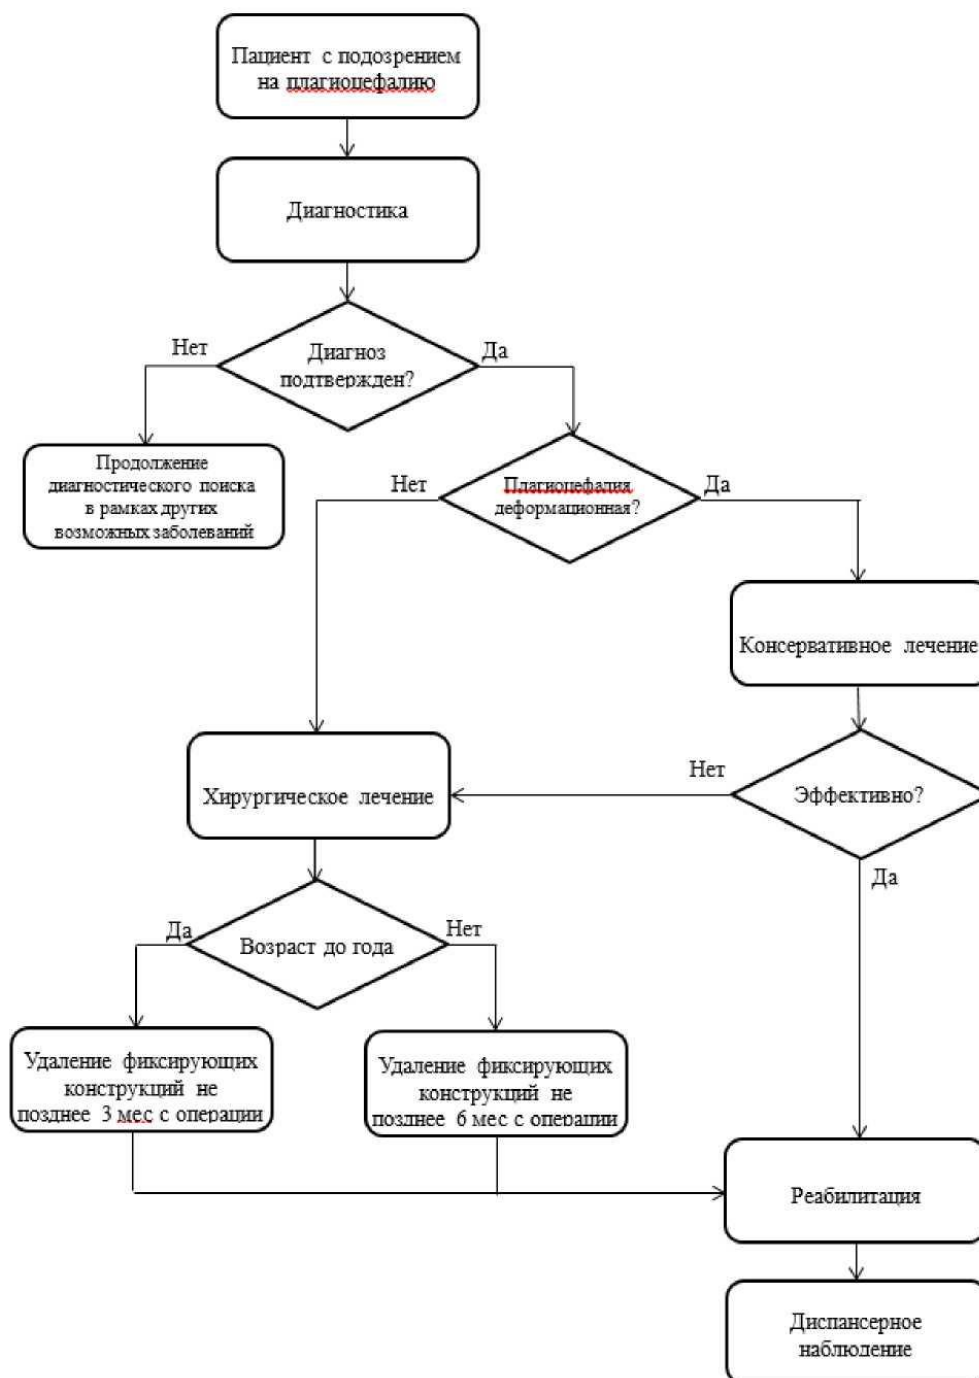 Пациент с подозрением
на плагиоцефалию
Диагностика
Нет
Диагноз
подтвержден?
Да
Продолжение
диагностического поиска
в рамках других
возможных заболеваний
Нет
Плагиоцефалия
деформационная?
Да
Консервативное лечение
Хирургическое лечение
Нет
Эффективно?
Да
Да
Возраст до года
Нет
Удаление фиксирующих
конструкций не
позднее 3 мес с операции
Удаление фиксирующих
конструкций не
позднее 6 мес с операции
Реабилитация
Диспансерное
наблюдение